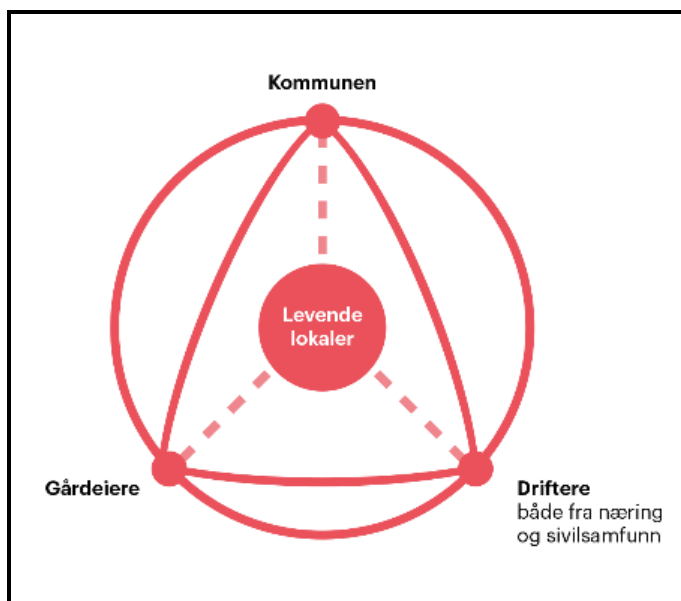 Kommunen
Levende
lokaler
Gårdeiere
Driftere
både fra næring
og sivilsamfunn